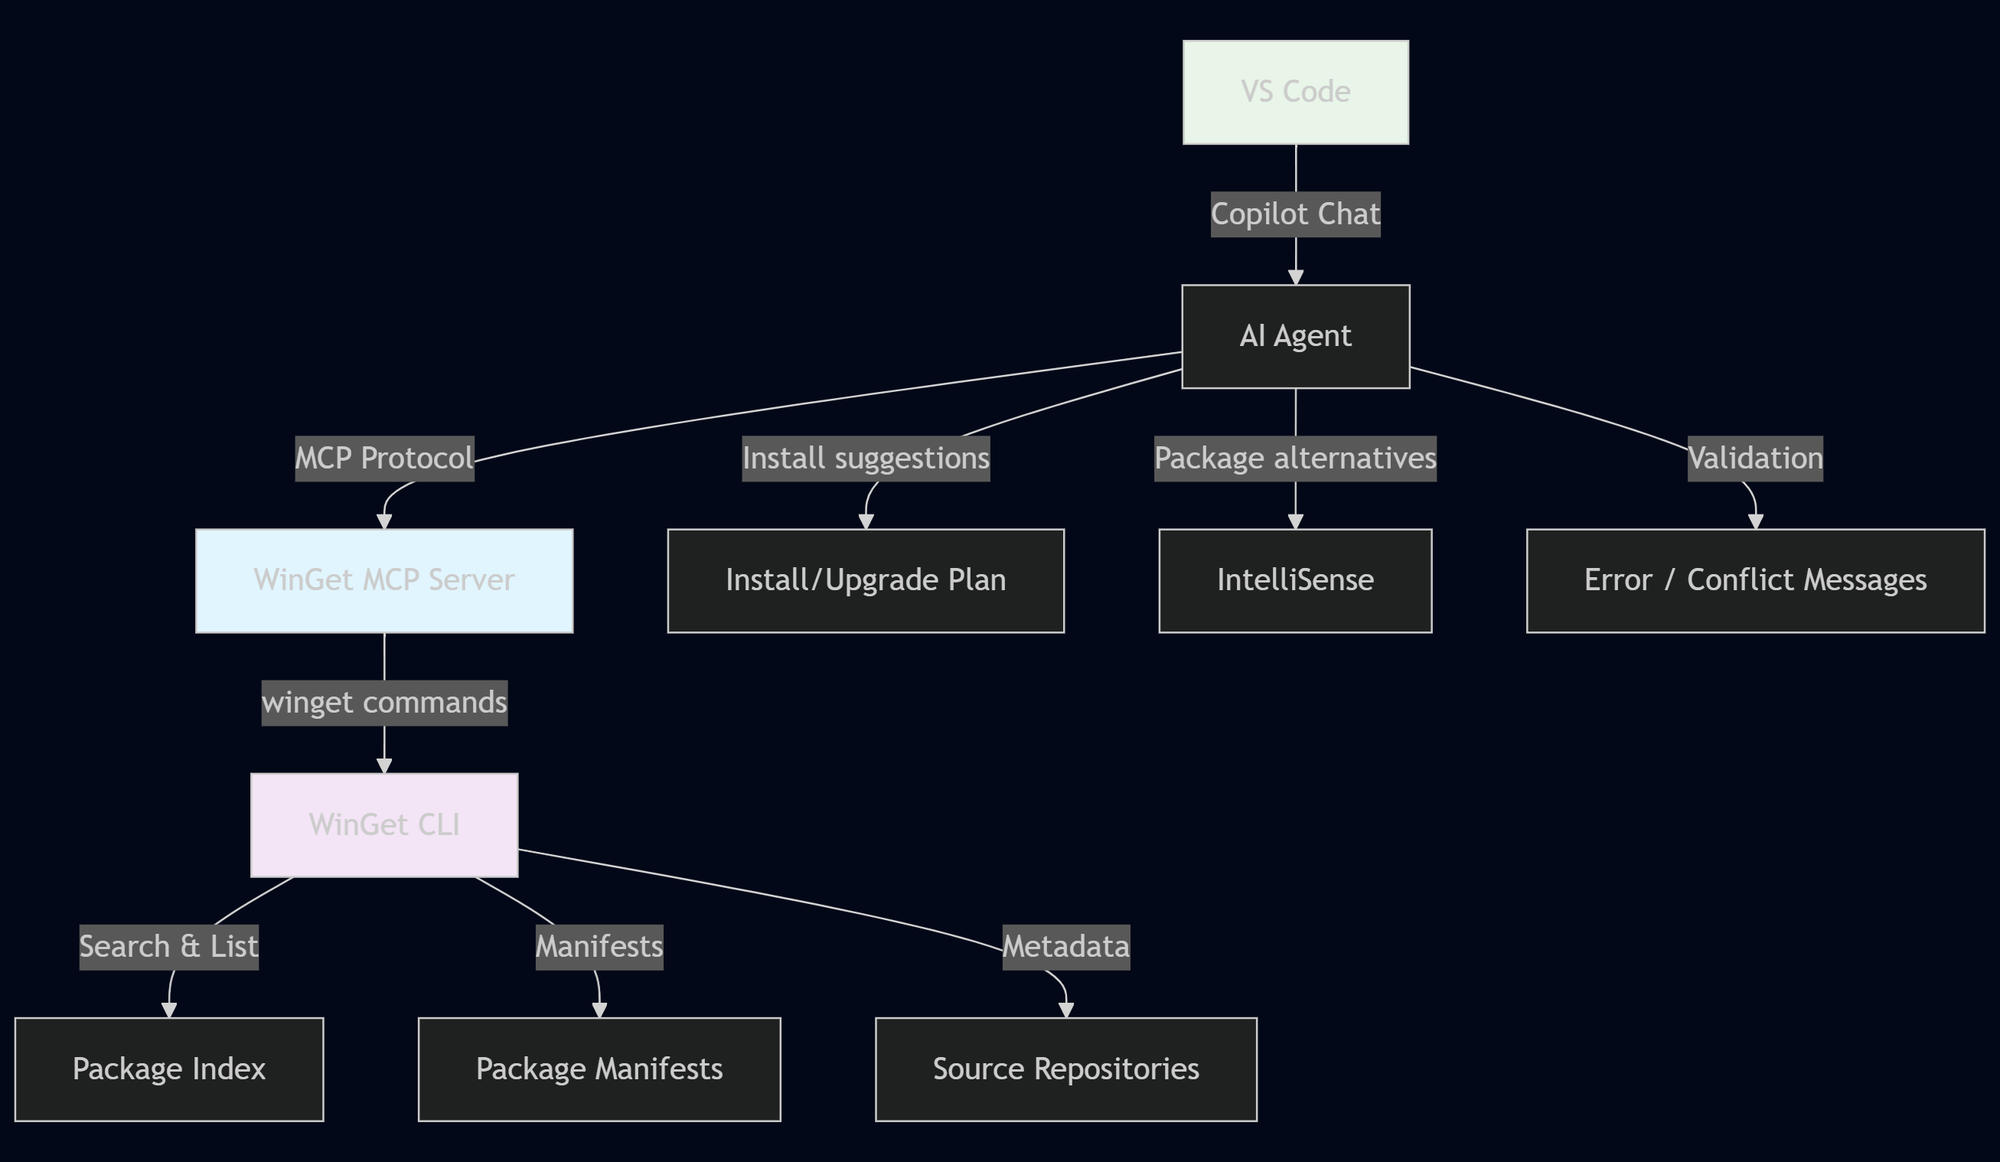 VS Code
Copilot Chat
AI Agent
MCP Protocol
Install suggestions
Package alternatives
Validation
WinGet MCP Server
Install/Upgrade Plan
IntelliSense
Error / Conflict Messages
winget commands
WinGet CLI
Search & List
Manifests
Metadata
Package Index
Package Manifests
Source Repositories